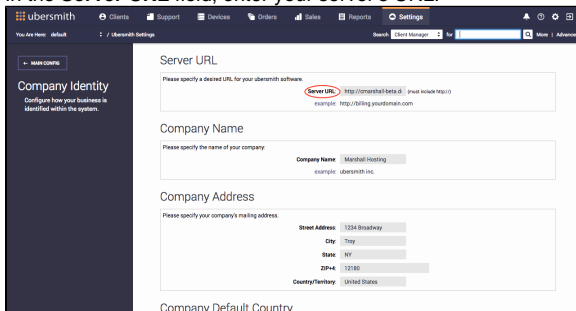 In the Server URL field, enter your server's URL.
ubersmith Clients Support Devices Orders Sales Reports Settings
You Are Here: default / Ubersmith Settings Search Client Manager for More | Advanced
← MAIN CONFIG
Company Identity
Configure how your business is
identified within the system.
Server URL
Please specify a desired URL for your ubersmith software.
Server URL: http://cmarshall-beta.di (must include http://)
example: http://billing.yourdomain.com
Company Name
Please specify the name of your company:
Company Name: Marshall Hosting
example: ubersmith inc.
Company Address
Please specify your company's mailing address.
Street Address: 1234 Broadway
City: Troy
State: NY
ZIP+4: 12180
Country/Territory: United States
Company Default Country